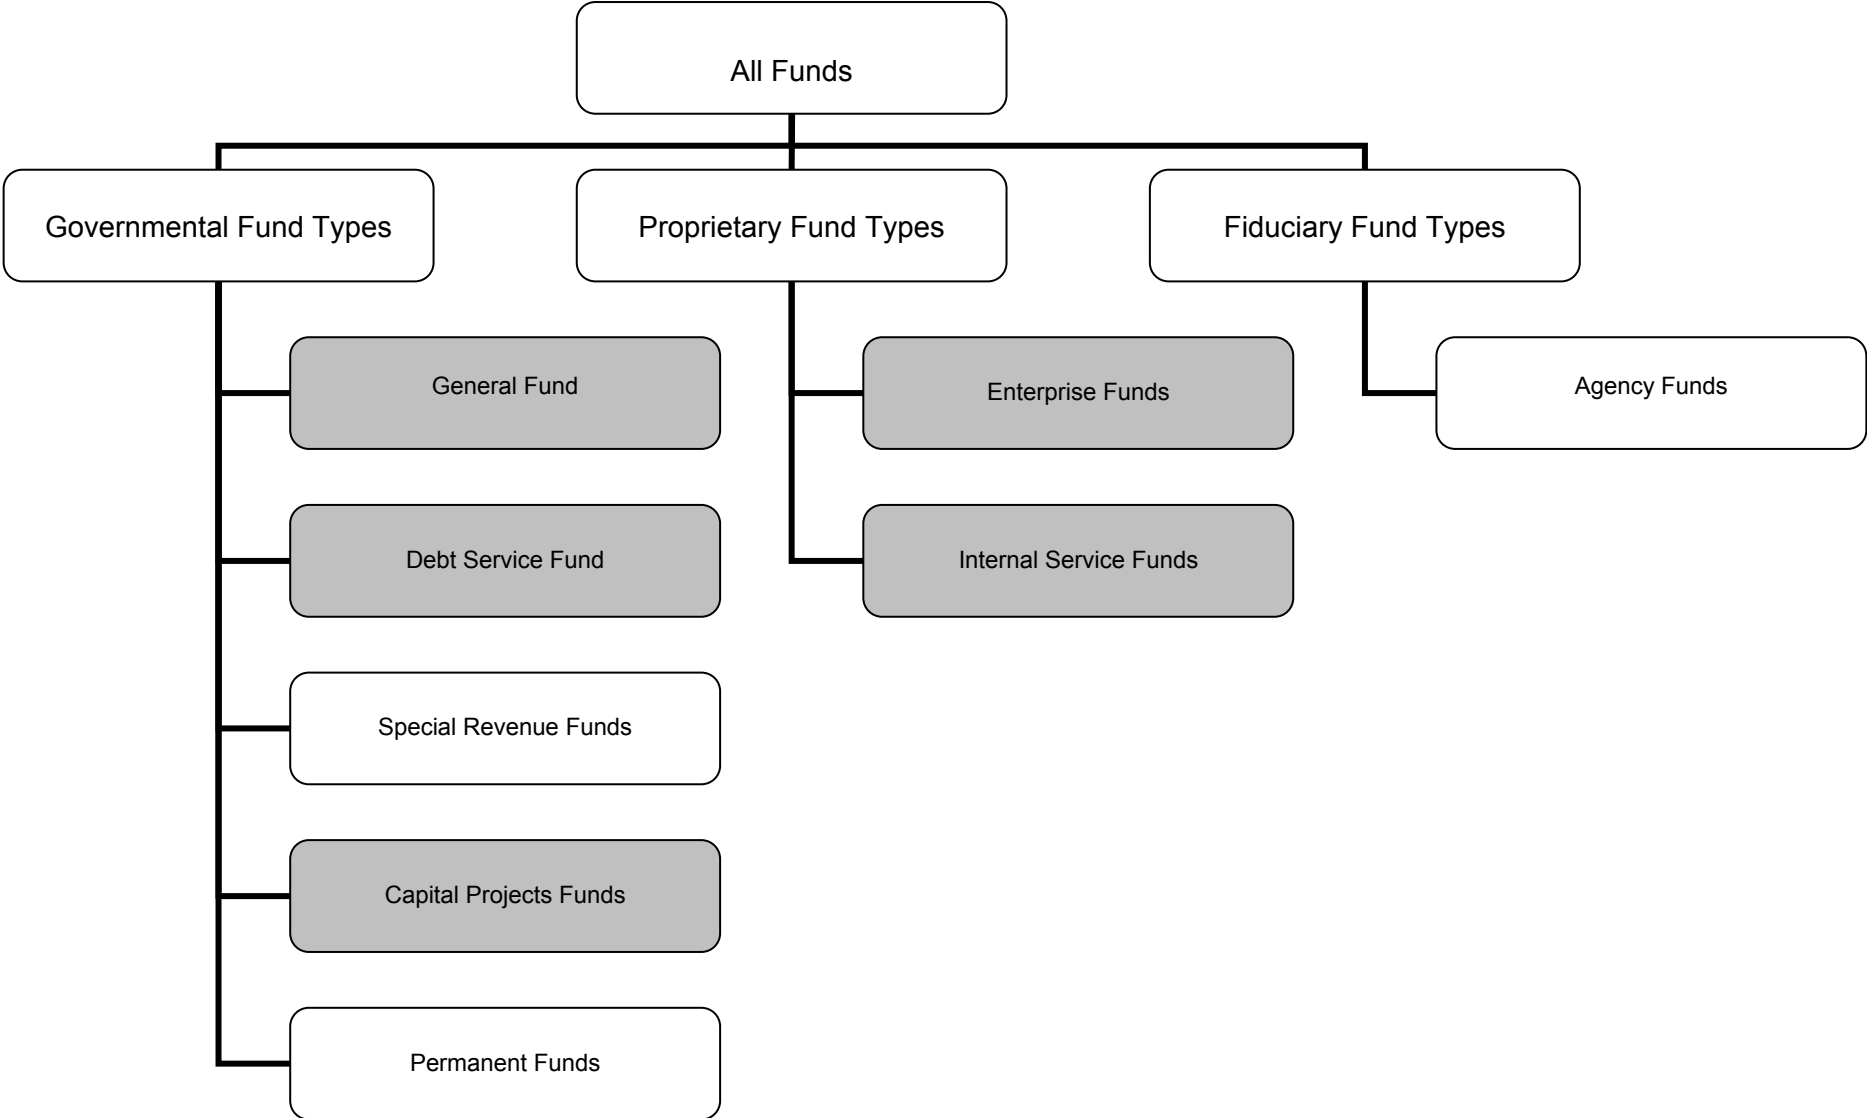 All Funds
Governmental Fund Types
Proprietary Fund Types
Fiduciary Fund Types
General Fund
Enterprise Funds
Agency Funds
Debt Service Fund
Internal Service Funds
Special Revenue Funds
Capital Projects Funds
Permanent Funds